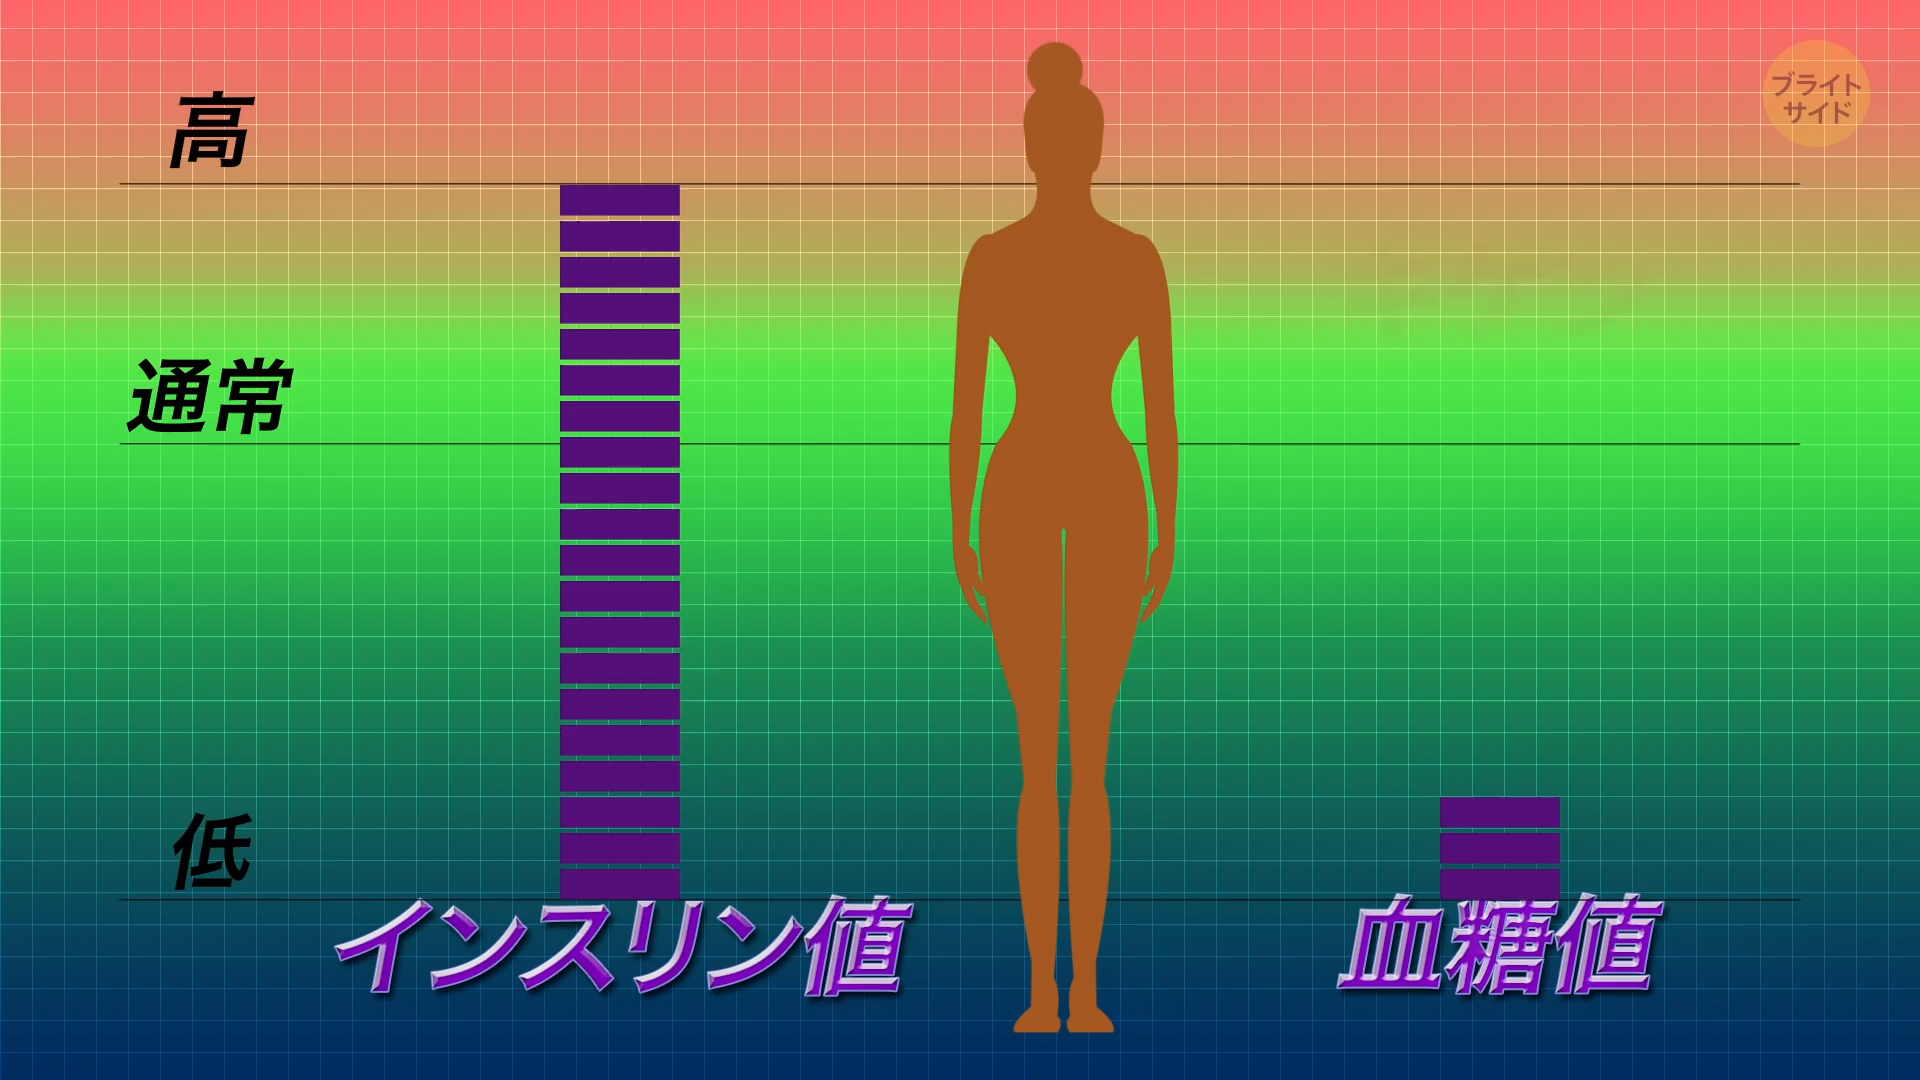 高
ブライト
サイド
通常
低
インスリン値
血糖値